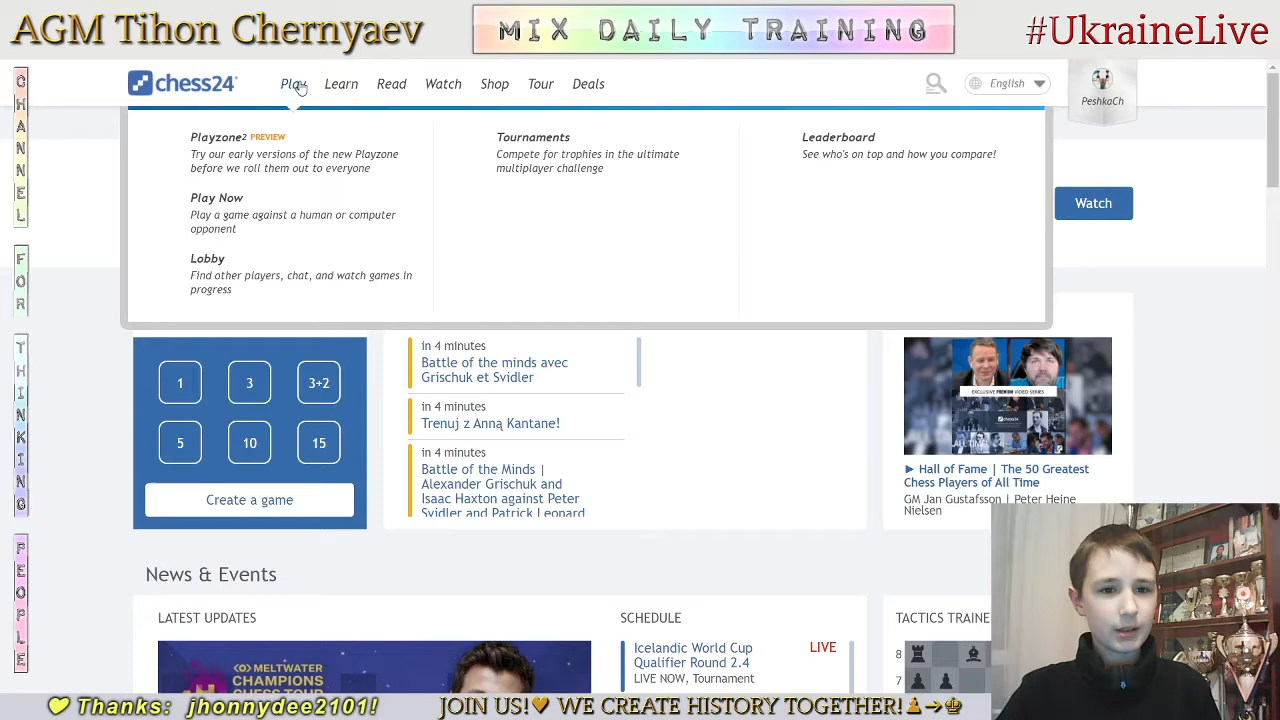 AGM Tihon Chernyaev
MIX DAILY TRAINING
#UkraineLive
CHANNEL FOR THINKING PEOPLE
chess24
Play Learn Read Watch Shop Tour Deals
English
PeshkaCh
Playzone² PREVIEW
Try our early versions of the new Playzone
before we roll them out to everyone
Play Now
Play a game against a human or computer
opponent
Lobby
Find other players, chat, and watch games in
progress
Tournaments
Compete for trophies in the ultimate
multiplayer challenge
Leaderboard
See who's on top and how you compare!
Watch
1 3 3+2
5 10 15
Create a game
in 4 minutes
Battle of the minds avec
Grischuk et Svidler
in 4 minutes
Trenuj z Anną Kantane!
in 4 minutes
Battle of the Minds |
Alexander Grischuk and
Isaac Haxton against Peter
Svidler and Patrick Leonard
EXCLUSIVE PREMIUM VIDEO SERIES
Hall of Fame | The 50 Greatest
Chess Players of All Time
GM Jan Gustafsson | Peter Heine
Nielsen
News & Events
LATEST UPDATES
MELTWATER
CHAMPIONS
CHESS TOUR
SCHEDULE
Icelandic World Cup
Qualifier Round 2.4
LIVE
LIVE NOW, Tournament
TACTICS TRAINE
8
7
Thanks: jhonnydee2101!
JOIN US! WE CREATE HISTORY TOGETHER!